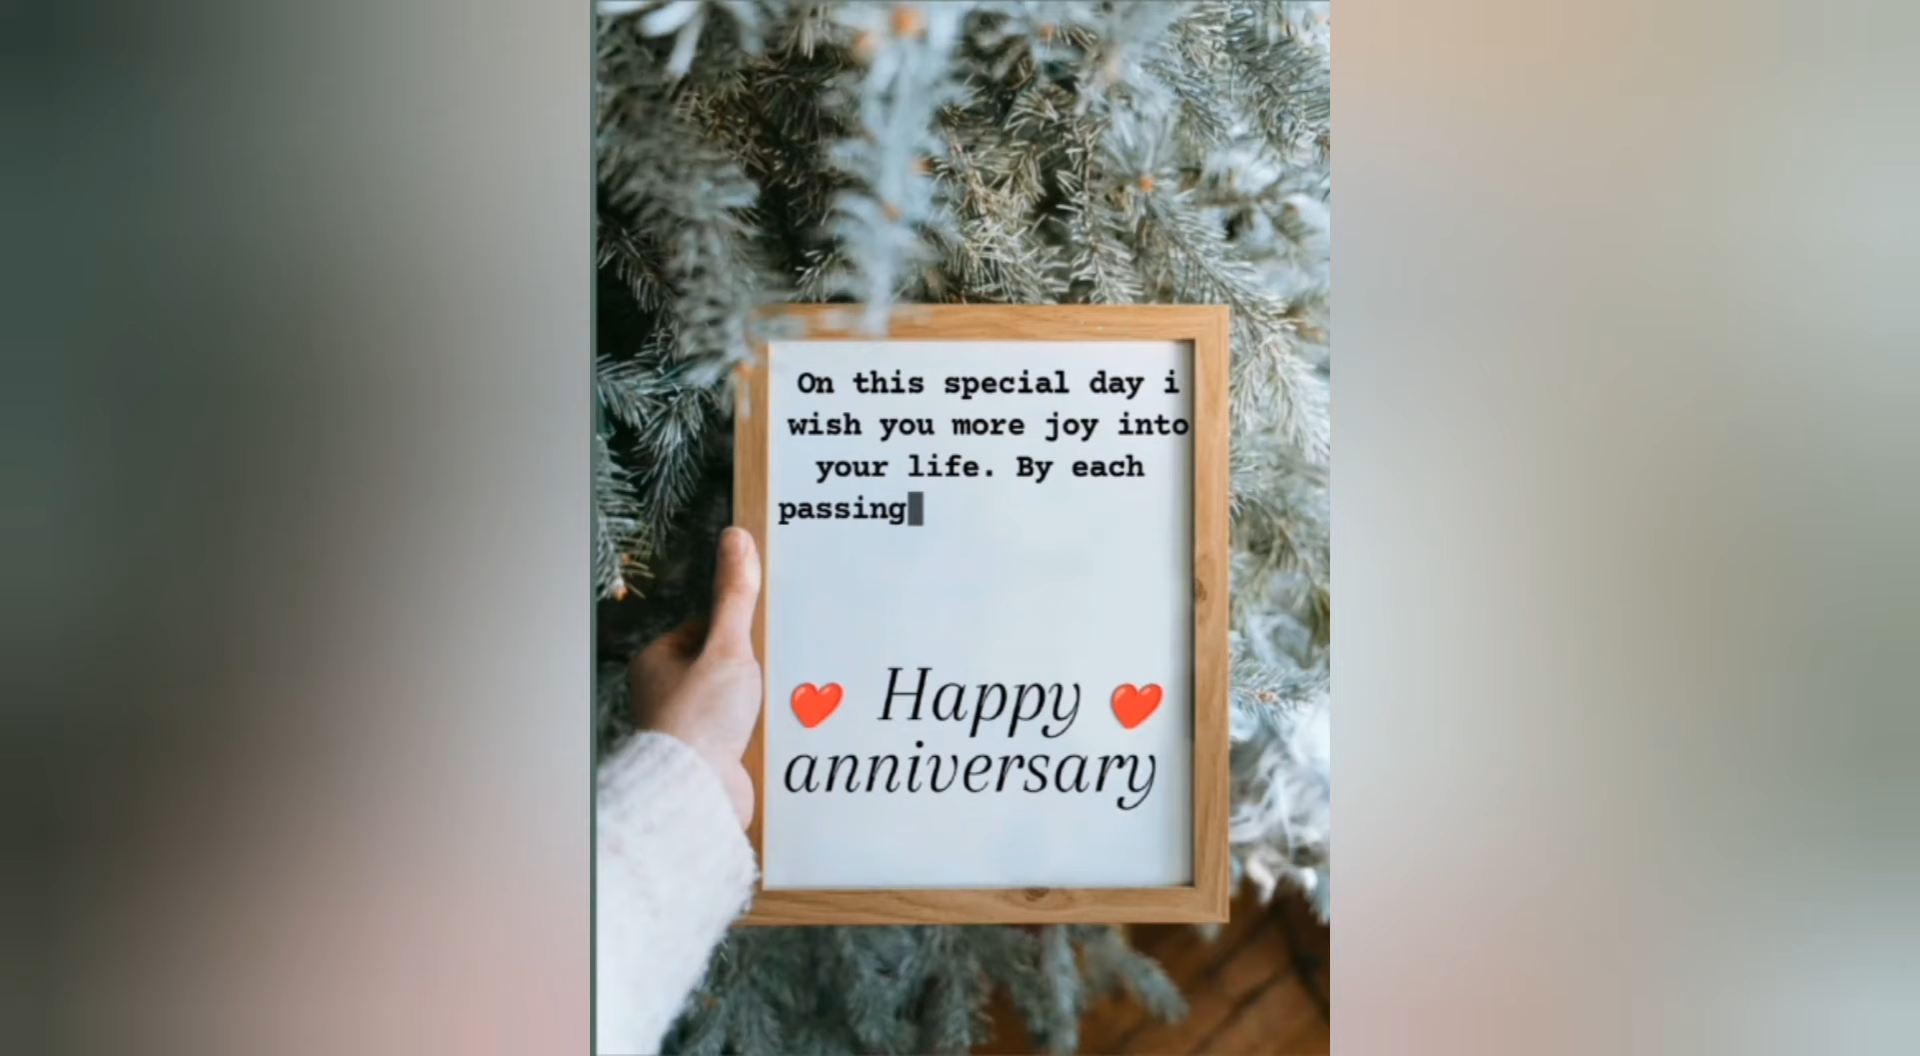 On this special day i
wish you more joy into
your life. By each
passing
❤️ Happy ❤️
anniversary